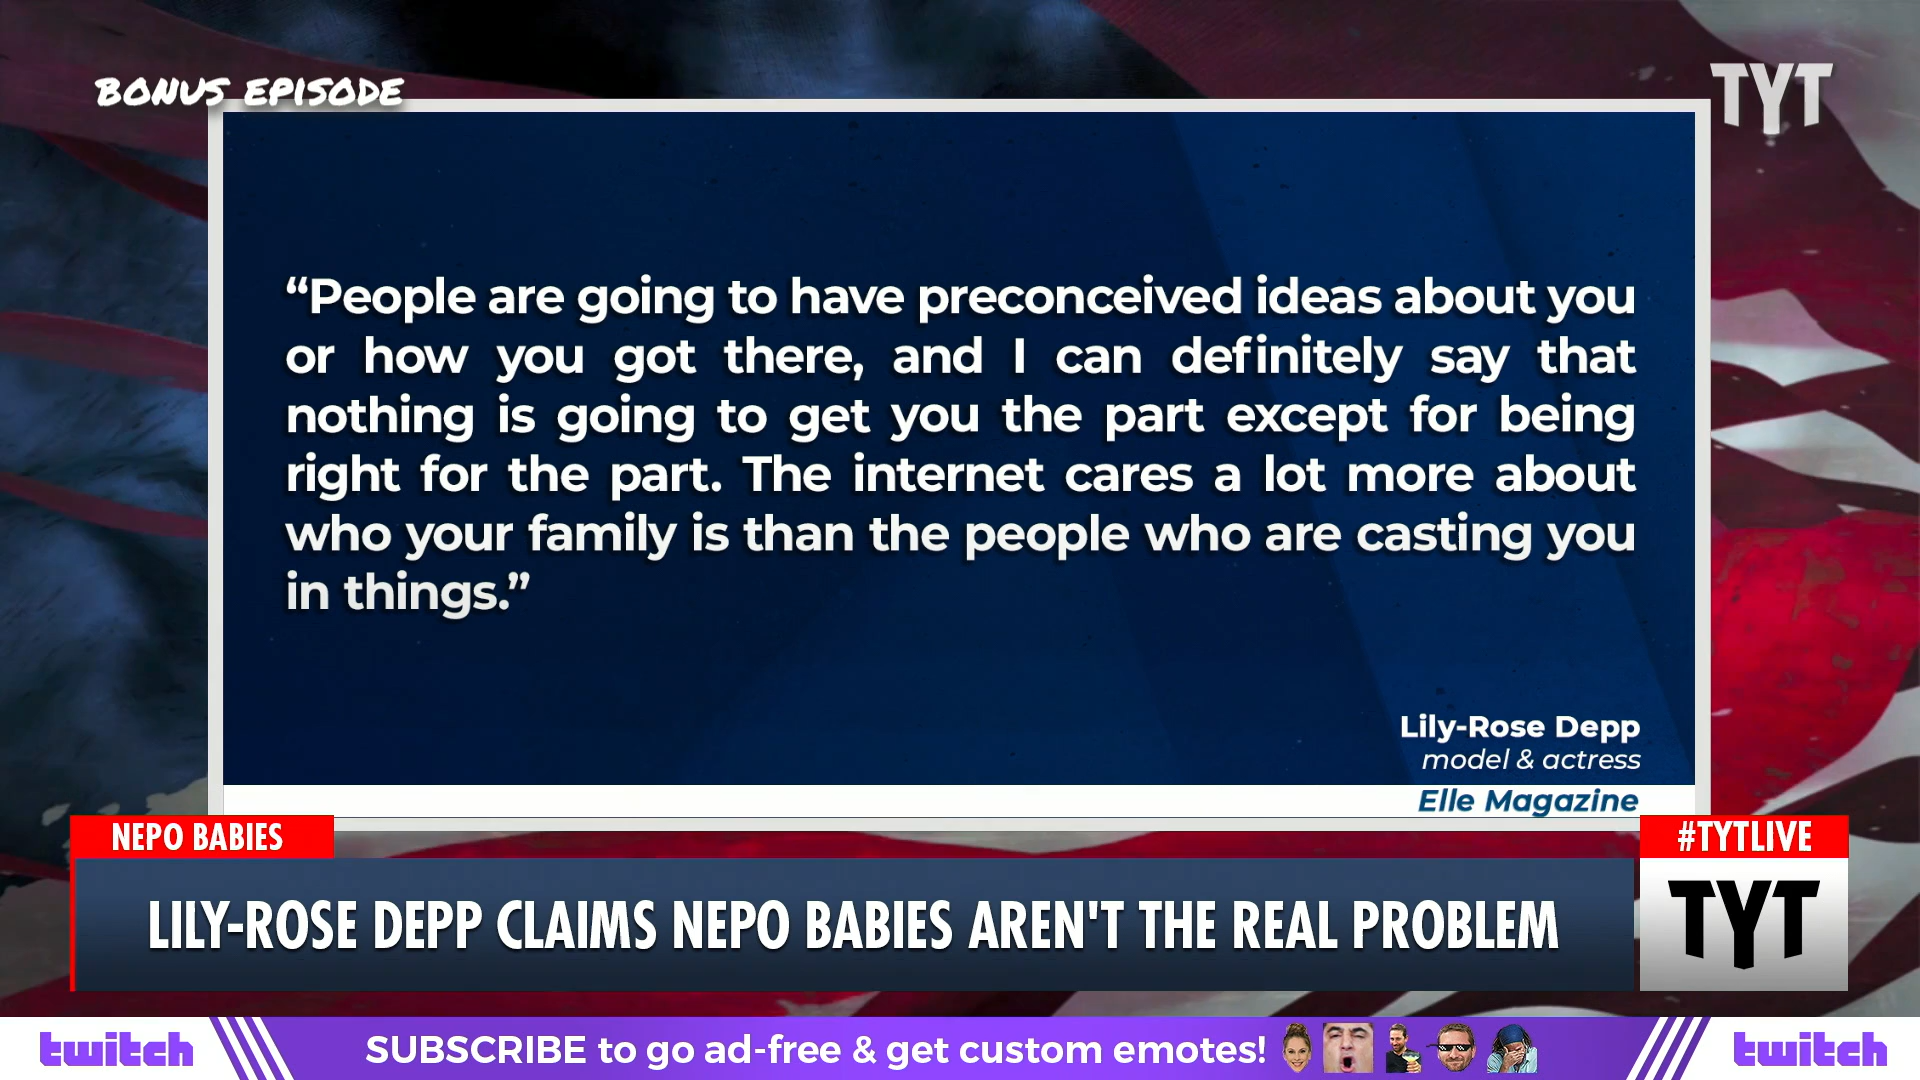 BONUS EPISODE
TYT
“People are going to have preconceived ideas about you
or how you got there, and I can definitely say that
nothing is going to get you the part except for being
right for the part. The internet cares a lot more about
who your family is than the people who are casting you
in things.”
Lily-Rose Depp
model & actress
Elle Magazine
NEPO BABIES
#TYTLIVE
LILY-ROSE DEPP CLAIMS NEPO BABIES AREN'T THE REAL PROBLEM
TYT
twitch
SUBSCRIBE to go ad-free & get custom emotes!
twitch